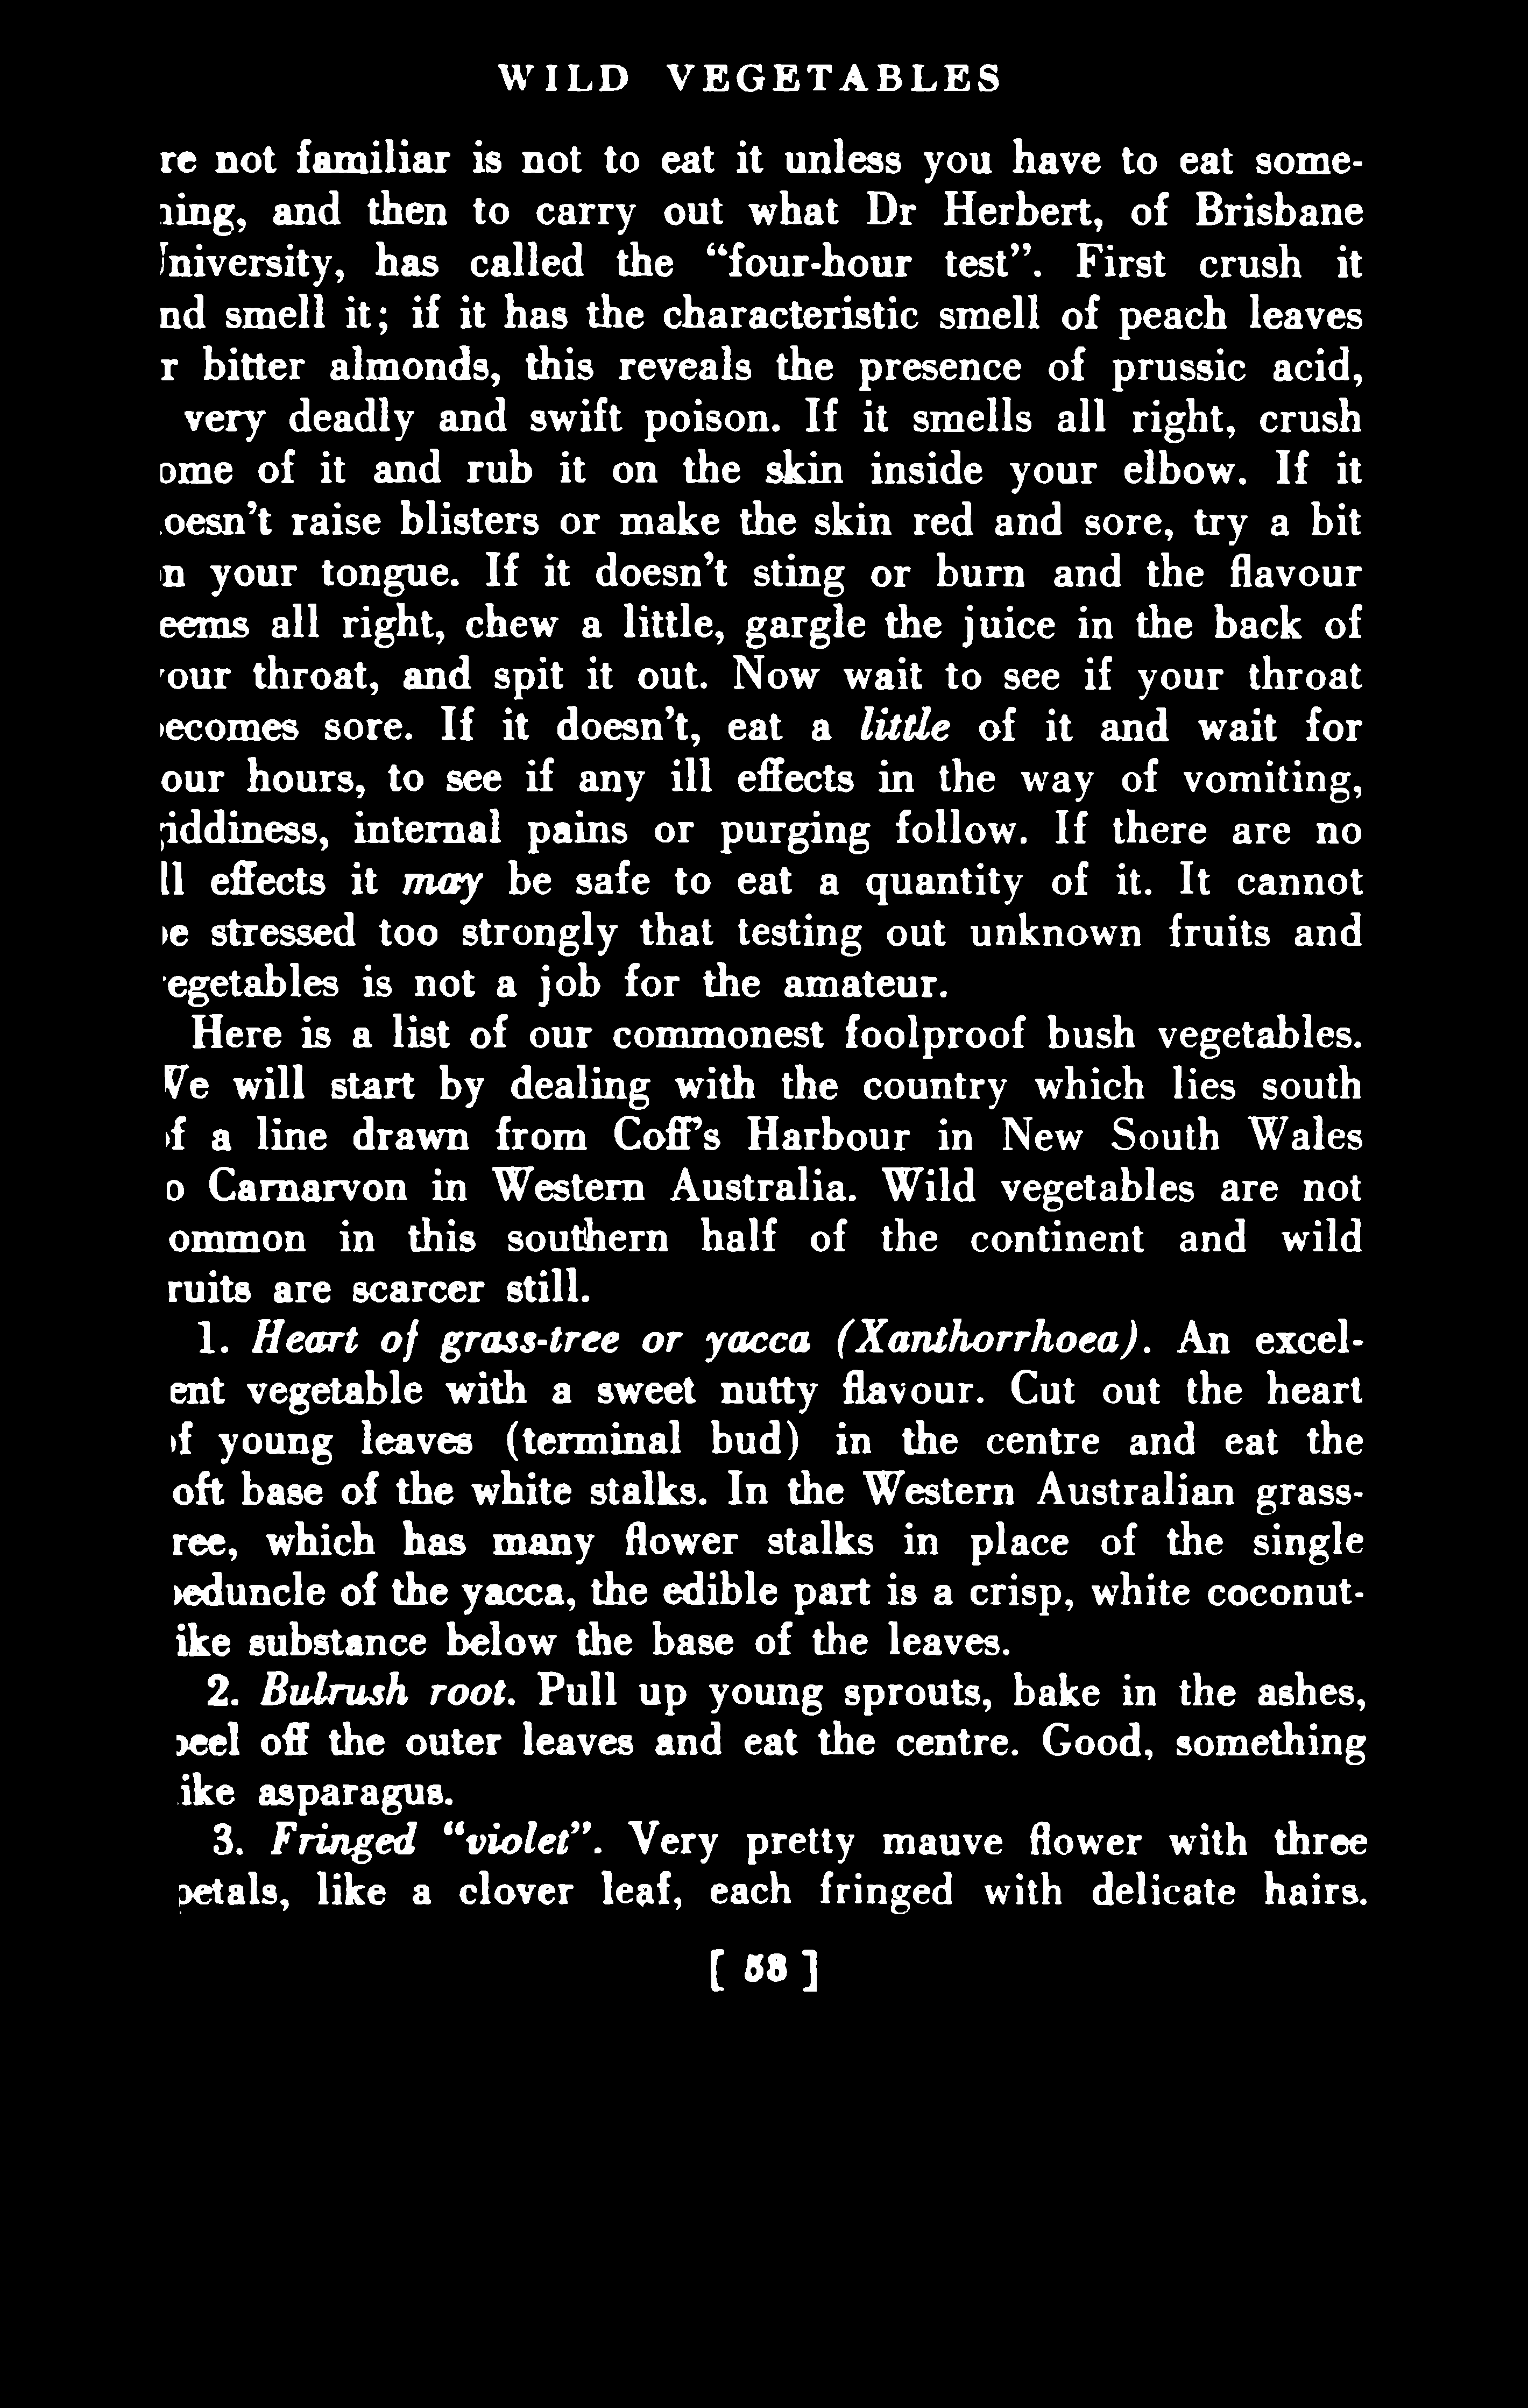 WILD VEGETABLES
re not familiar is not to eat it unless you have to eat some-
ing, and then to carry out what Dr Herbert, of Brisbane
niversity, has called the “four-hour test”. First crush it
nd smell it; if it has the characteristic smell of peach leaves
r bitter almonds, this reveals the presence of prussic acid,
very deadly and swift poison. If it smells all right, crush
ome of it and rub it on the skin inside your elbow. If it
oesn’t raise blisters or make the skin red and sore, try a bit
n your tongue. If it doesn’t sting or burn and the flavour
eems all right, chew a little, gargle the juice in the back of
our throat, and spit it out. Now wait to see if your throat
ecomes sore. If it doesn’t, eat a little of it and wait for
our hours, to see if any ill effects in the way of vomiting,
iddiness, internal pains or purging follow. If there are no
ll effects it may be safe to eat a quantity of it. It cannot
e stressed too strongly that testing out unknown fruits and
egetables is not a job for the amateur.
Here is a list of our commonest foolproof bush vegetables.
We will start by dealing with the country which lies south
f a line drawn from Coff’s Harbour in New South Wales
o Carnarvon in Western Australia. Wild vegetables are not
ommon in this southern half of the continent and wild
ruits are scarcer still.
1. Heart of grass-tree or yacca (Xanthorrhoea). An excel-
ent vegetable with a sweet nutty flavour. Cut out the heart
f young leaves (terminal bud) in the centre and eat the
oft base of the white stalks. In the Western Australian grass-
ree, which has many flower stalks in place of the single
eduncle of the yacca, the edible part is a crisp, white coconut-
ike substance below the base of the leaves.
2. Bulrush root. Pull up young sprouts, bake in the ashes,
peel off the outer leaves and eat the centre. Good, something
ike asparagus.
3. Fringed “violet”. Very pretty mauve flower with three
petals, like a clover leaf, each fringed with delicate hairs.
[ 58 ]